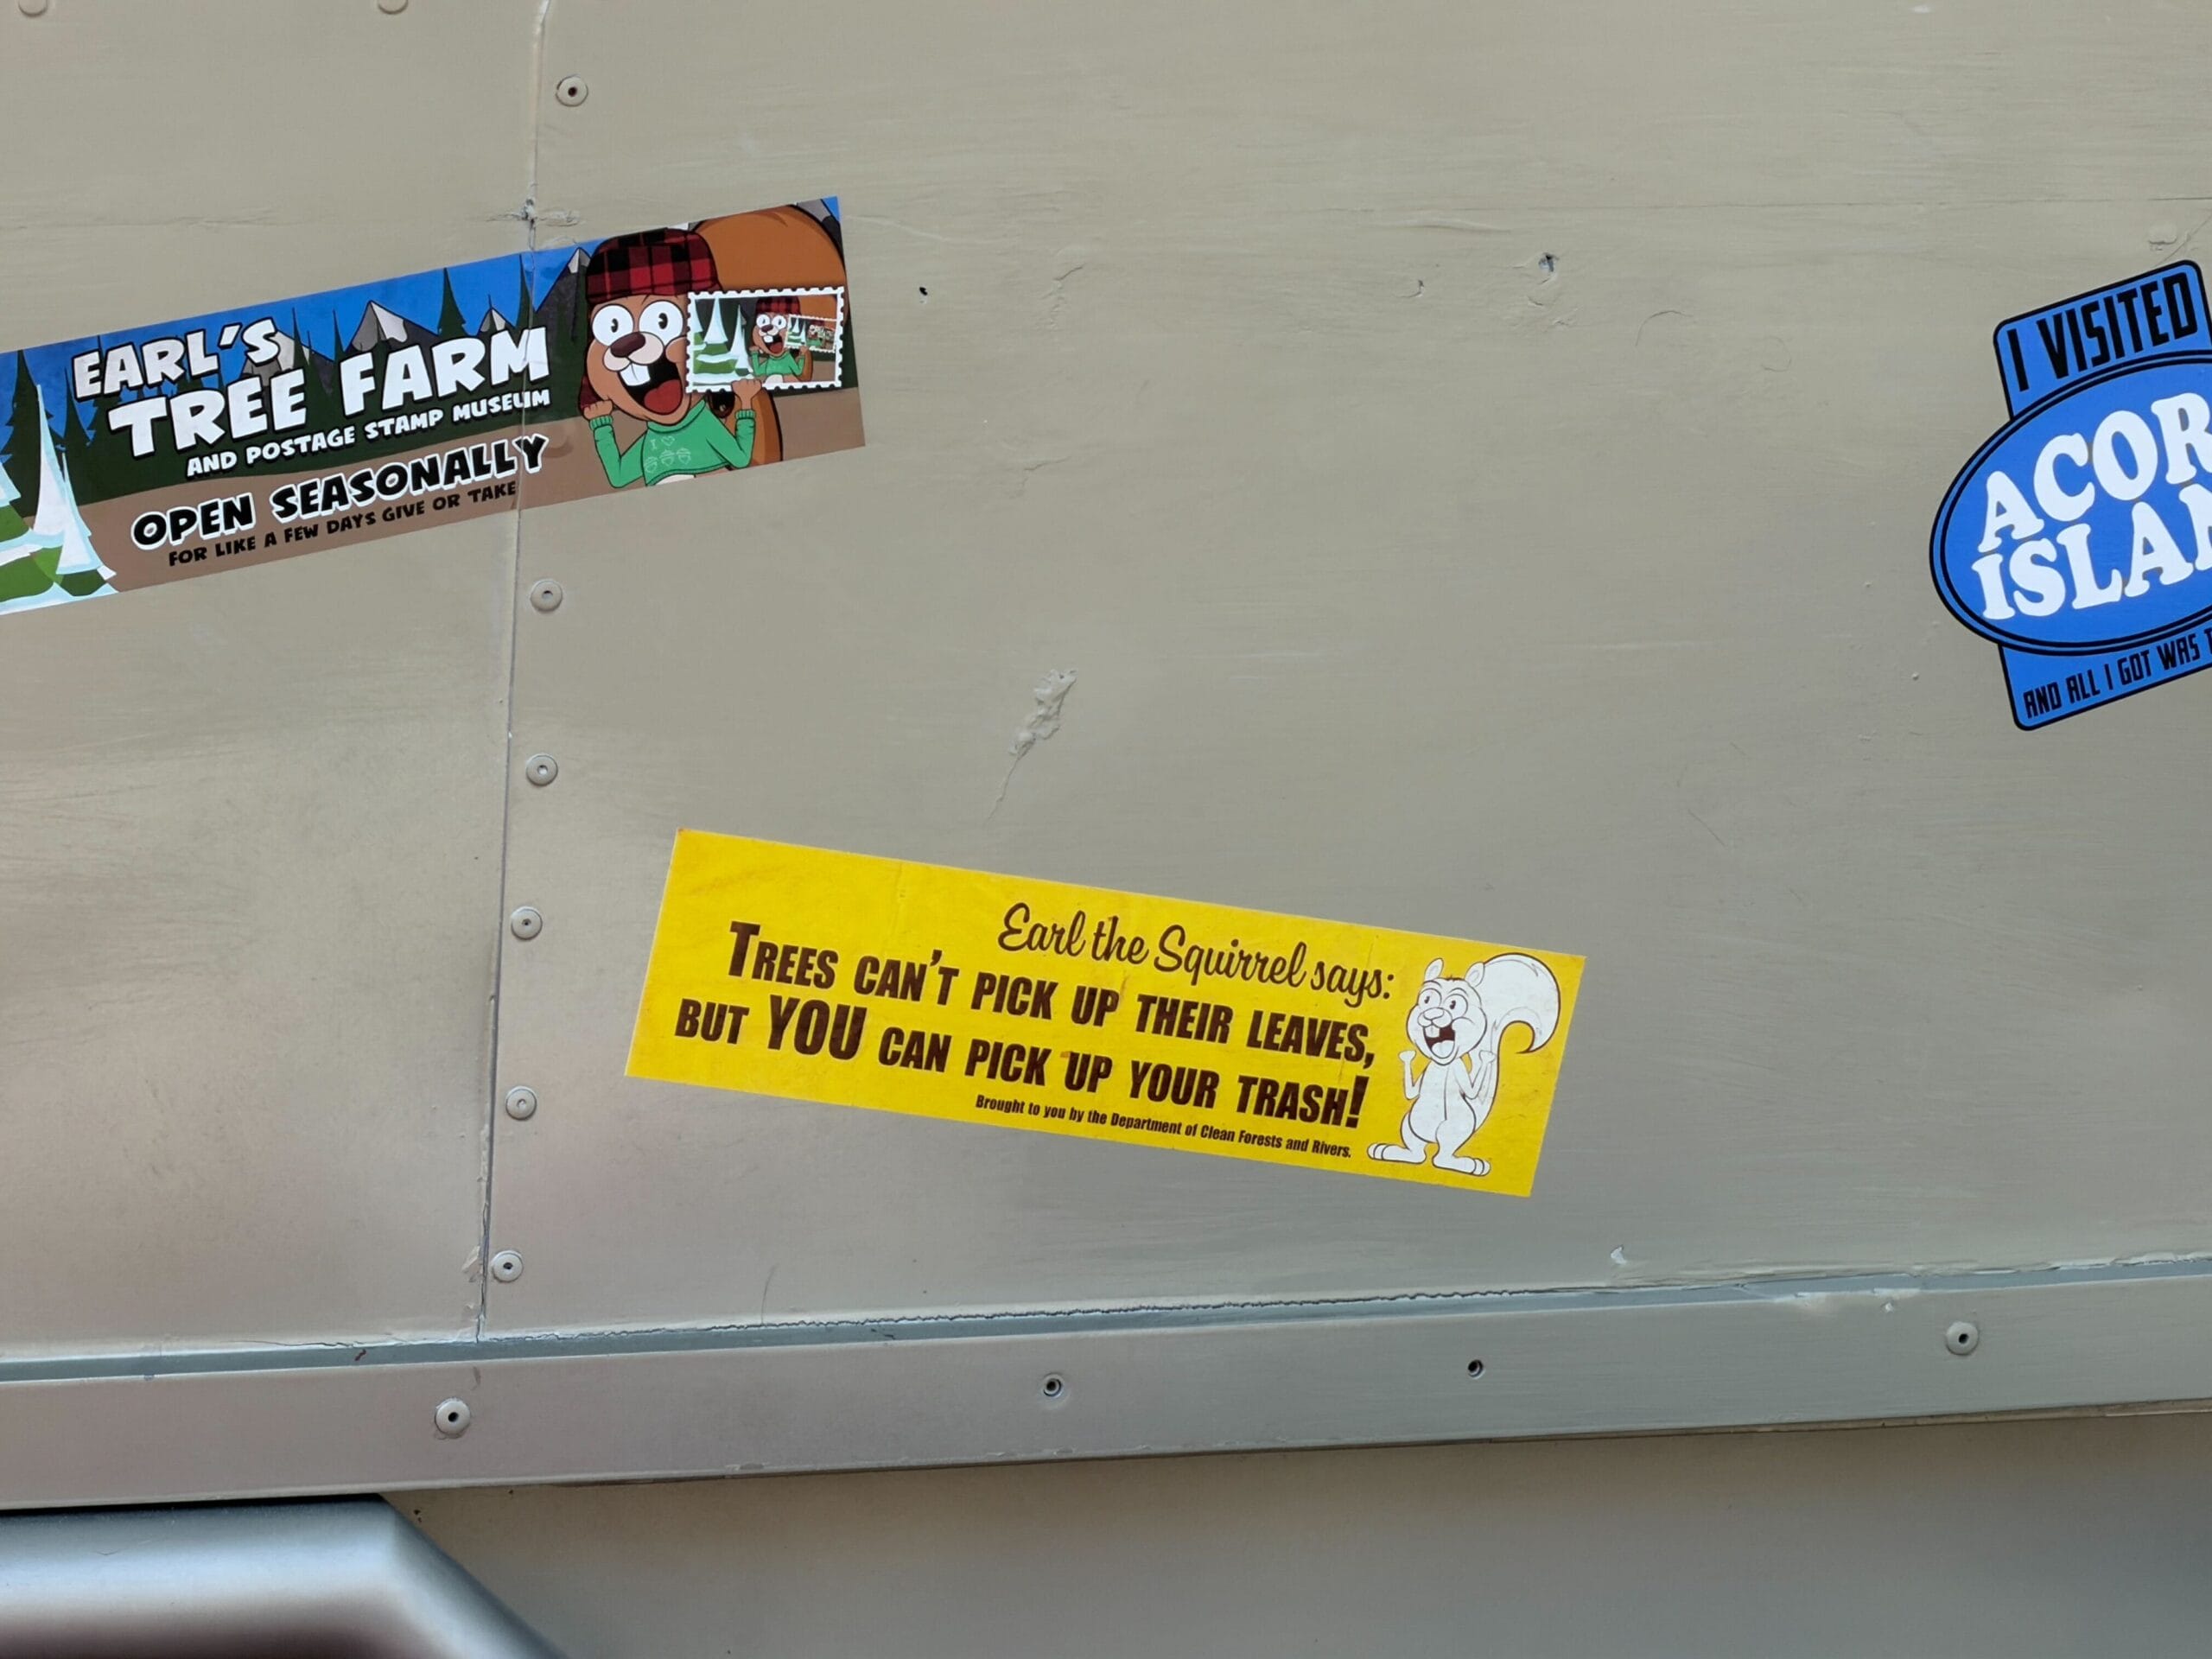 EARL'S
TREE FARM
AND POSTAGE STAMP MUSEUM
OPEN SEASONALLY
FOR LIKE A FEW DAYS GIVE OR TAKE
I VISITED
ACOR
ISLAN
AND ALL I GOT WAS T
Earl the Squirrel says:
TREES CAN'T PICK UP THEIR LEAVES,
BUT YOU CAN PICK UP YOUR TRASH!
Brought to you by the Department of Clean Forests and Rivers.